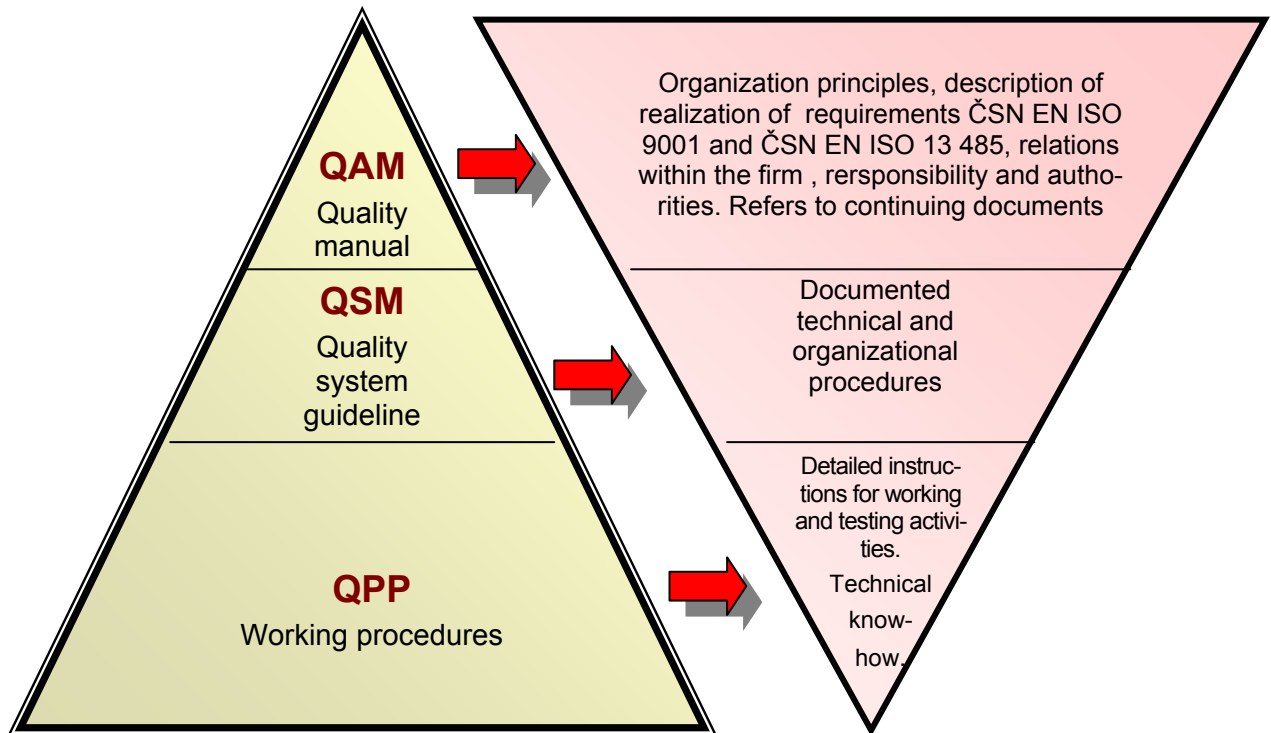 QAM
Quality
manual
QSM
Quality
system
guideline
QPP
Working procedures
Organization principles, description of
realization of requirements ČSN EN ISO
9001 and ČSN EN ISO 13 485, relations
within the firm , rersponsibility and autho-
rities. Refers to continuing documents
Documented
technical and
organizational
procedures
Detailed instruc-
tions for working
and testing activi-
ties.
Technical
know-
how.